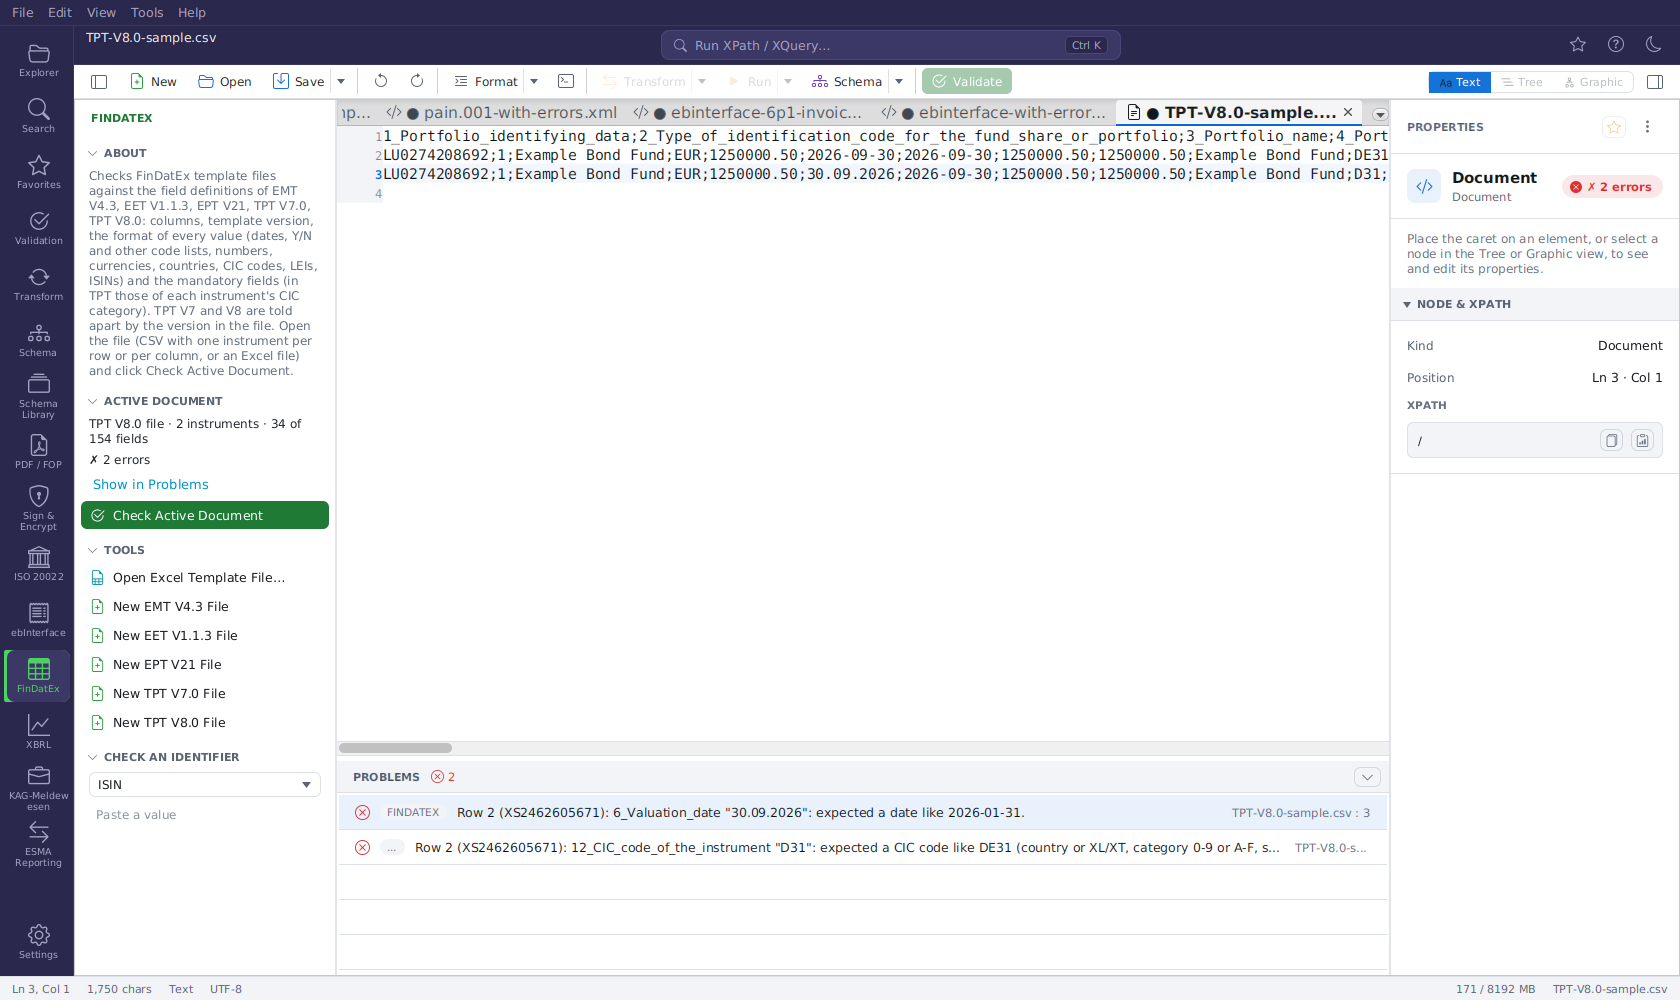 File Edit View Tools Help
TPT-V8.0-sample.csv
Run XPath / XQuery... Ctrl K
New Open Save Format Transform Run Schema Validate Aa Text Tree Graphic
Explorer
Search
Favorites
Validation
Transform
Schema
Schema
Library
PDF / FOP
Sign &
Encrypt
ISO 20022
ebInterface
FinDatEx
XBRL
KAG-Meldew
esen
ESMA
Reporting
Settings
FINDATEX
ABOUT
Checks FinDatEx template files
against the field definitions of EMT
V4.3, EET V1.1.3, EPT V21, TPT V7.0,
TPT V8.0: columns, template version,
the format of every value (dates, Y/N
and other code lists, numbers,
currencies, countries, CIC codes, LEIs,
ISINs) and the mandatory fields (in
TPT those of each instrument's CIC
category). TPT V7 and V8 are told
apart by the version in the file. Open
the file (CSV with one instrument per
row or per column, or an Excel file)
and click Check Active Document.
ACTIVE DOCUMENT
TPT V8.0 file · 2 instruments · 34 of
154 fields
✗ 2 errors
Show in Problems
Check Active Document
TOOLS
Open Excel Template File...
New EMT V4.3 File
New EET V1.1.3 File
New EPT V21 File
New TPT V7.0 File
New TPT V8.0 File
CHECK AN IDENTIFIER
ISIN
Paste a value
np... </> ● pain.001-with-errors.xml </> ● ebinterface-6p1-invoic... </> ● ebinterface-with-error... ● TPT-V8.0-sample.... ×
1 1_Portfolio_identifying_data;2_Type_of_identification_code_for_the_fund_share_or_portfolio;3_Portfolio_name;4_Port
2 LU0274208692;1;Example Bond Fund;EUR;1250000.50;2026-09-30;2026-09-30;1250000.50;1250000.50;Example Bond Fund;DE31
3 LU0274208692;1;Example Bond Fund;EUR;1250000.50;30.09.2026;2026-09-30;1250000.50;1250000.50;Example Bond Fund;D31;
4
PROBLEMS 2
FINDATEX Row 2 (XS2462605671): 6_Valuation_date "30.09.2026": expected a date like 2026-01-31. TPT-V8.0-sample.csv : 3
... Row 2 (XS2462605671): 12_CIC_code_of_the_instrument "D31": expected a CIC code like DE31 (country or XL/XT, category 0-9 or A-F, s... TPT-V8.0-s...
PROPERTIES
</> Document
Document
✗ 2 errors
Place the caret on an element, or select a
node in the Tree or Graphic view, to see
and edit its properties.
NODE & XPATH
Kind Document
Position Ln 3 · Col 1
XPATH
/
Ln 3, Col 1 1,750 chars Text UTF-8 171 / 8192 MB TPT-V8.0-sample.csv